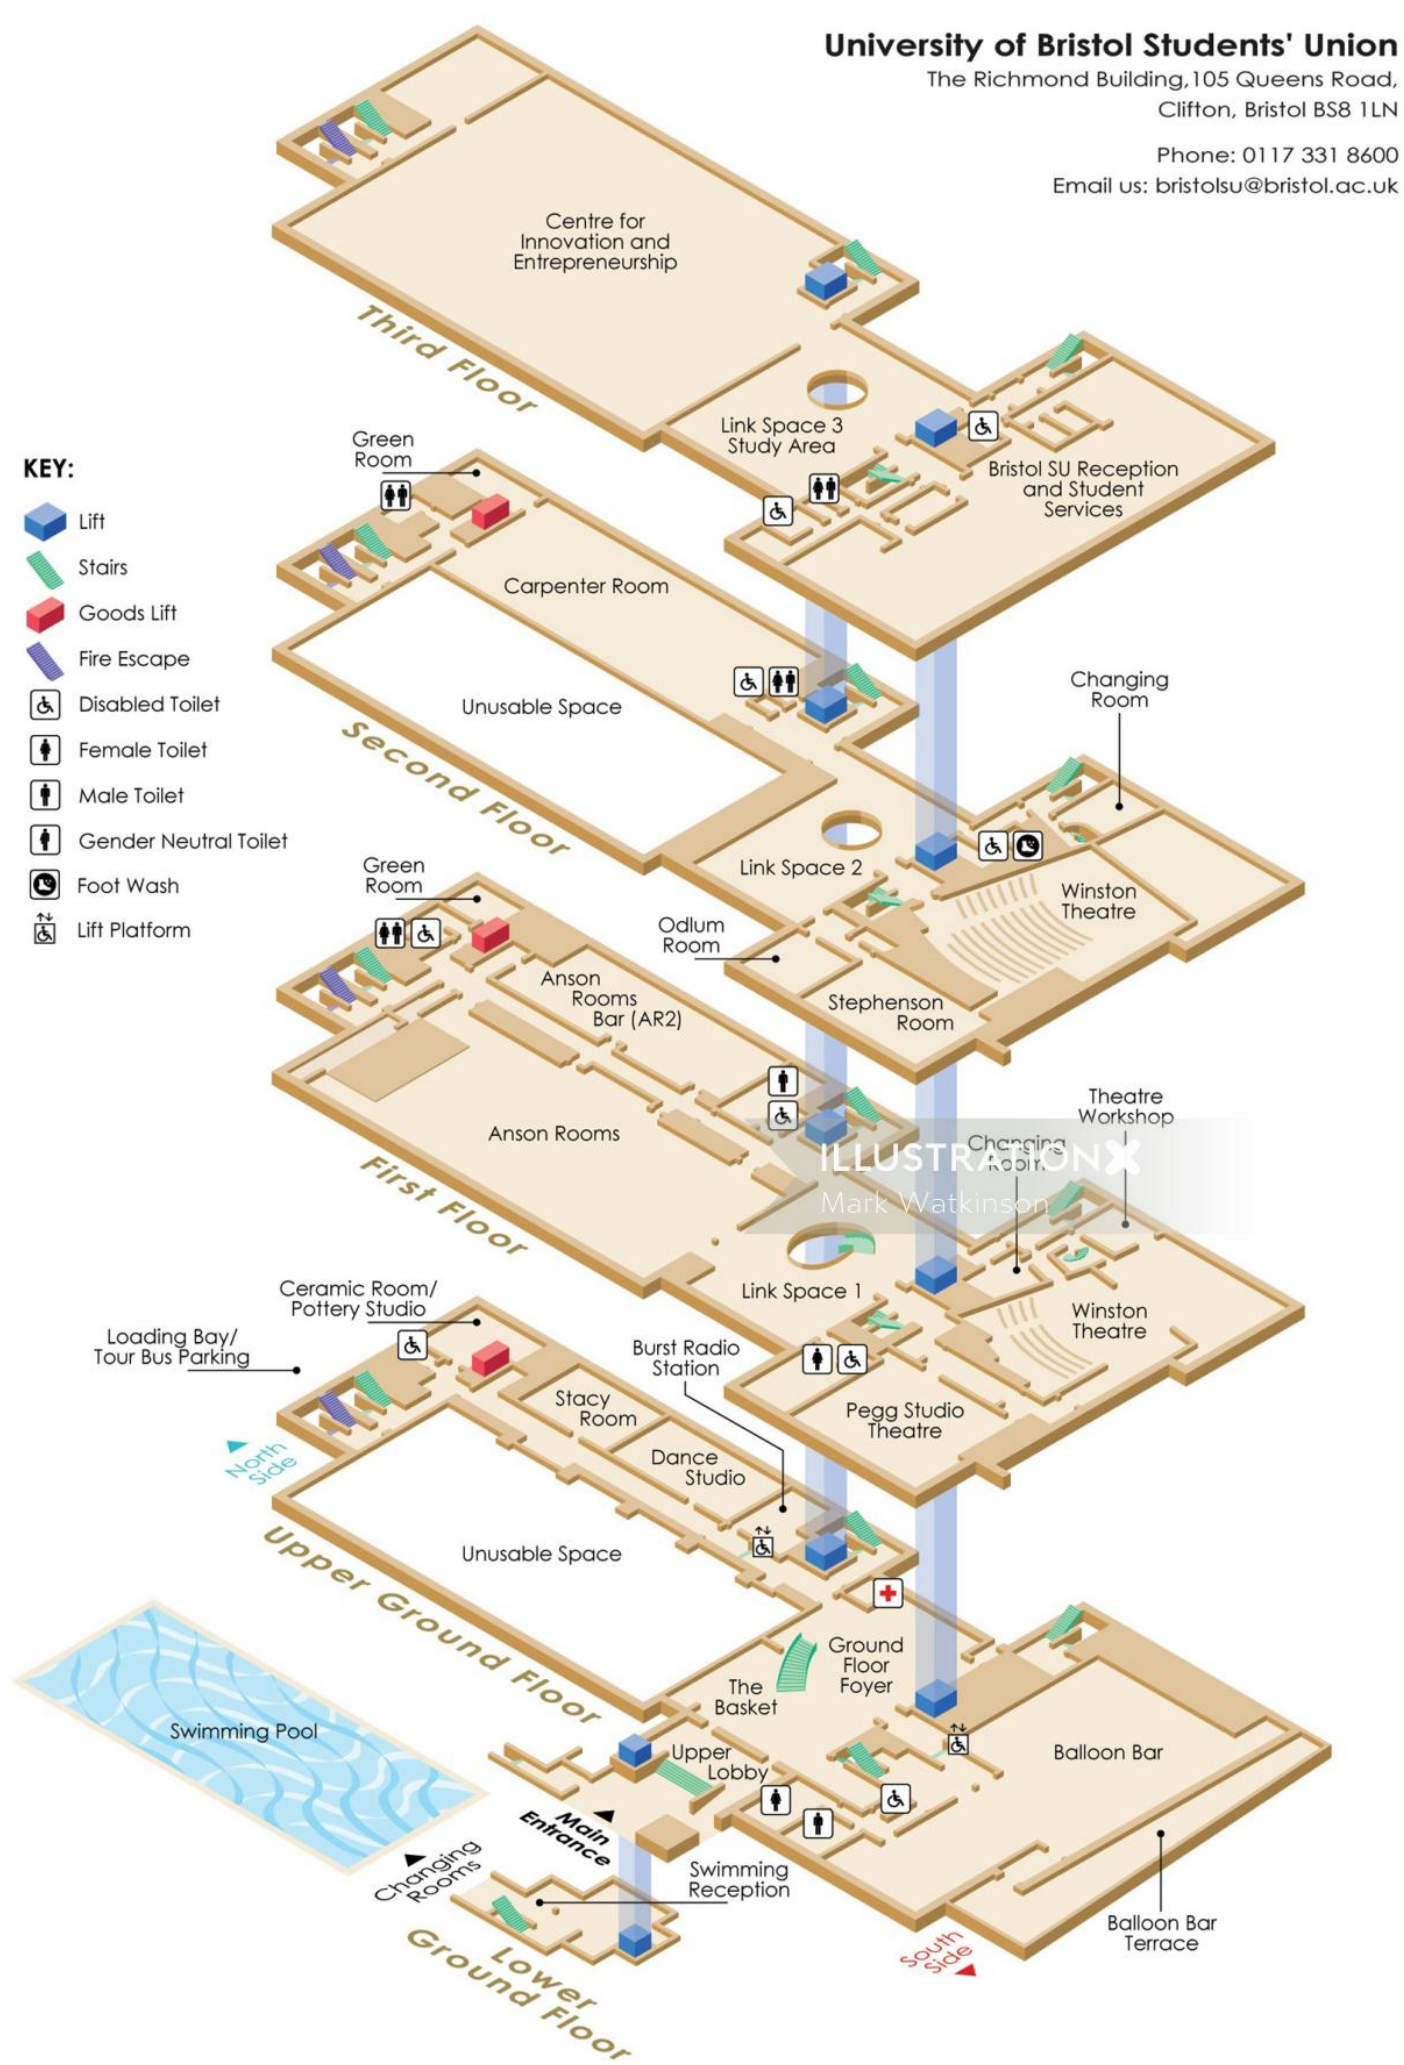 University of Bristol Students' Union
The Richmond Building,105 Queens Road,
Clifton, Bristol BS8 1LN
Phone: 0117 331 8600
Email us: bristolsu@bristol.ac.uk
Centre for
Innovation and
Entrepreneurship
Third Floor
Link Space 3
Study Area
Bristol SU Reception
and Student
Services
KEY:
Lift
Stairs
Goods Lift
Fire Escape
Disabled Toilet
Female Toilet
Male Toilet
Gender Neutral Toilet
Foot Wash
Lift Platform
Green
Room
Carpenter Room
Unusable Space
Second Floor
Changing
Room
Link Space 2
Winston
Theatre
Odlum
Room
Stephenson
Room
Green
Room
Anson
Rooms
Bar (AR2)
Anson Rooms
First Floor
Theatre
Workshop
Changing
Room
ILLUSTRATIONX
Mark Watkinson
Link Space 1
Winston
Theatre
Pegg Studio
Theatre
Ceramic Room/
Pottery Studio
Loading Bay/
Tour Bus Parking
Burst Radio
Station
Stacy
Room
Dance
Studio
North
Side
Unusable Space
Upper Ground Floor
Ground
Floor
Foyer
The
Basket
Swimming Pool
Upper
Lobby
Balloon Bar
Main
Entrance
Changing
Rooms
Swimming
Reception
Balloon Bar
Terrace
South
Side
Lower
Ground Floor